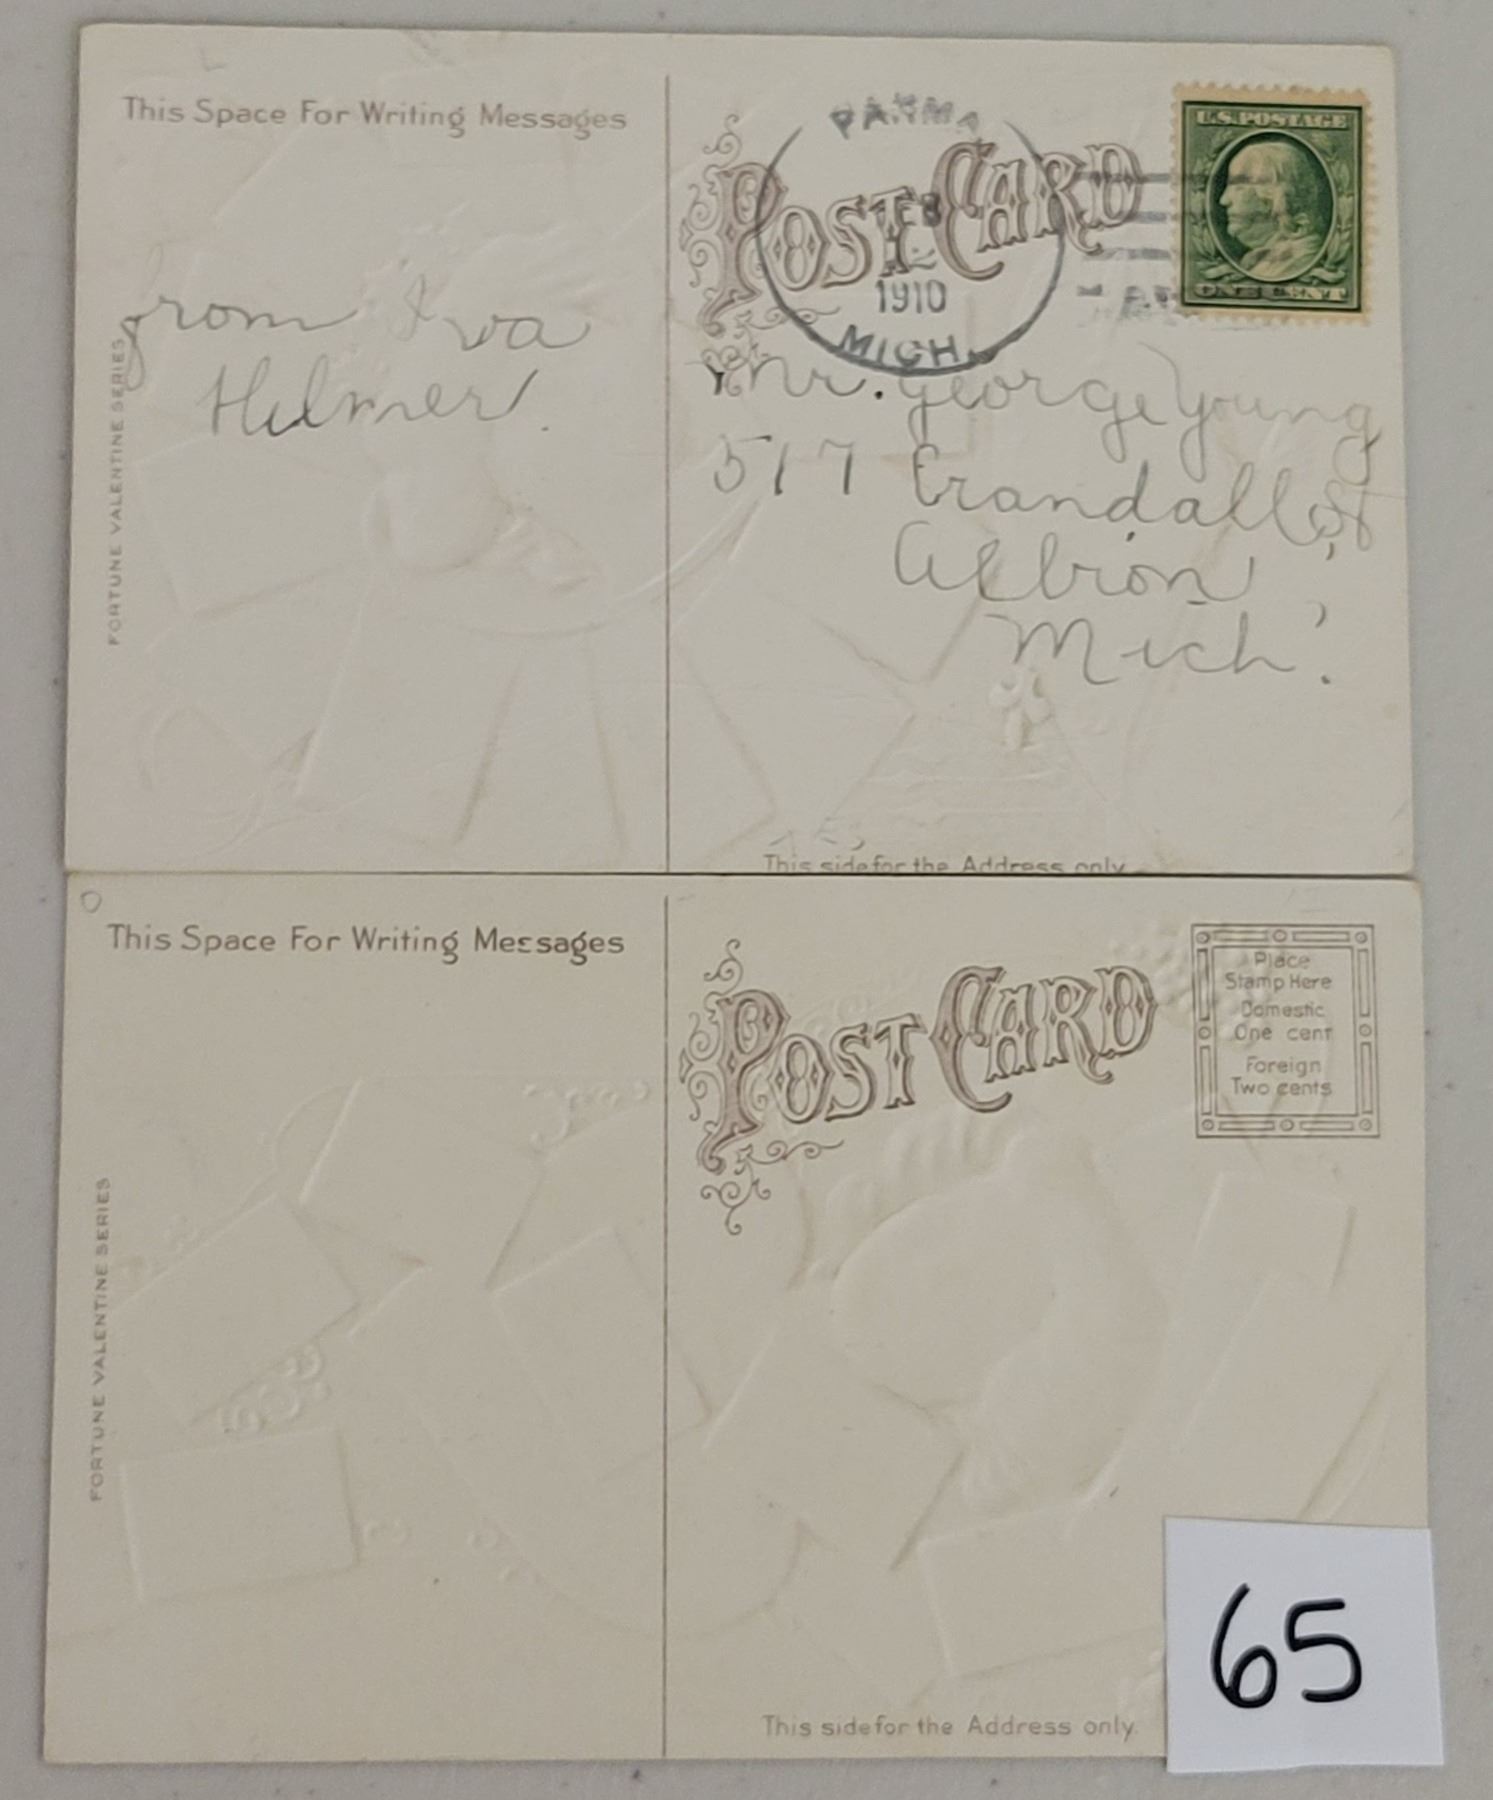 This Space For Writing Messages
PARMA
FEB
1910
MICH.
POST CARD
U.S. POSTAGE
ONE CENT
from Iva
Hilmer.
Mr. George Young
517 Crandall St
Albion,
Mich.
FORTUNE VALENTINE SERIES
This side for the Address only
This Space For Writing Messages
POST CARD
Place
Stamp Here
Domestic
One cent
Foreign
Two cents
FORTUNE VALENTINE SERIES
This side for the Address only.
65